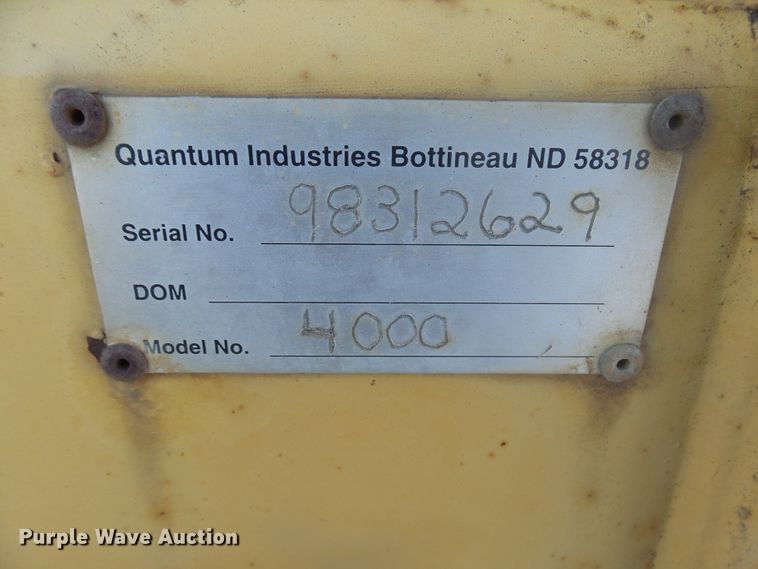 Quantum Industries Bottineau ND 58318
Serial No. 98312629
DOM
Model No. 4000
Purple Wave Auction®